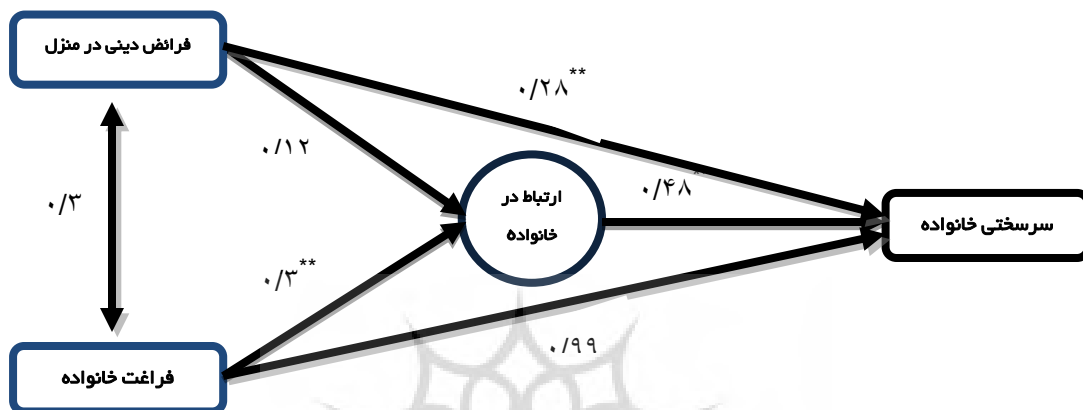 فرائض دینی در منزل
۰/۲۸**
۰/۱۲
ارتباط در
خانواده
۰/۴۸*
۰/۳
سرسختی خانواده
۰/۳**
۰/۹۹
فراغت خانواده